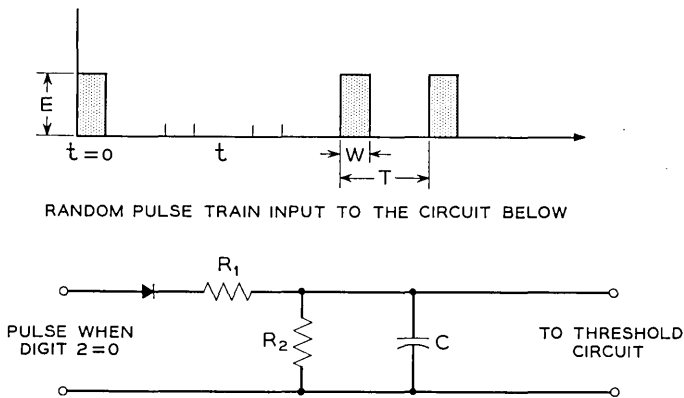 E
t=0
t
W
T
RANDOM PULSE TRAIN INPUT TO THE CIRCUIT BELOW
R1
PULSE WHEN
DIGIT 2=0
R2
C
TO THRESHOLD
CIRCUIT